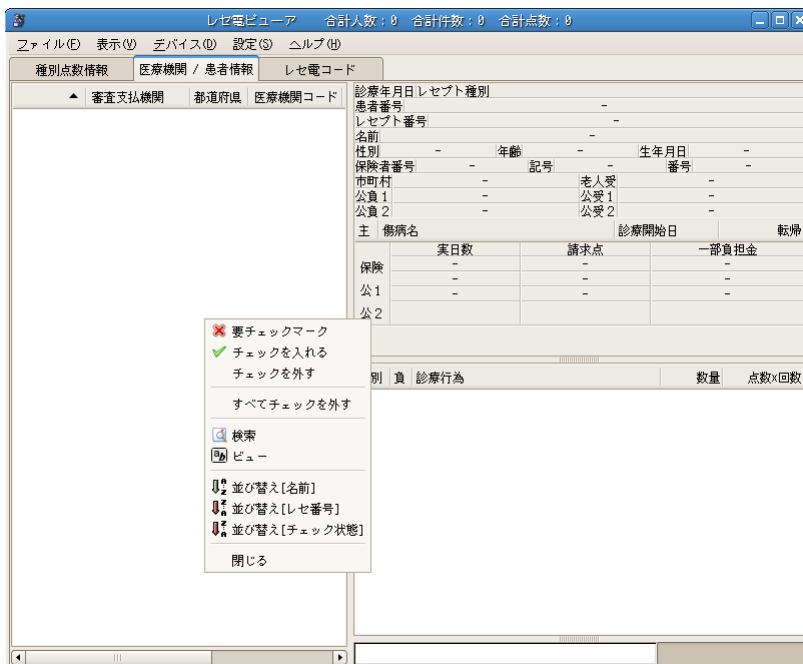 レセ電ビューア　合計人数:0 合計件数:0 合計点数:0
ファイル(F) 表示(V) デバイス(D) 設定(S) ヘルプ(H)
種別点数情報 医療機関 / 患者情報 レセ電コード
審査支払機関 都道府県 医療機関コード
診療年月日 レセプト種別
患者番号 -
レセプト番号 -
名前 -
性別 - 年齢 - 生年月日 -
保険者番号 - 記号 - 番号 -
市町村 - 老人受 -
公負1 - 公受1 -
公負2 - 公受2 -
主 傷病名 診療開始日 転帰
実日数 請求点 一部負担金
保険 - - -
- - -
公1 - - -
公2
別 負 診療行為 数量 点数x回数
要チェックマーク
チェックを入れる
チェックを外す
すべてチェックを外す
検索
ビュー
並び替え[名前]
並び替え[レセ番号]
並び替え[チェック状態]
閉じる